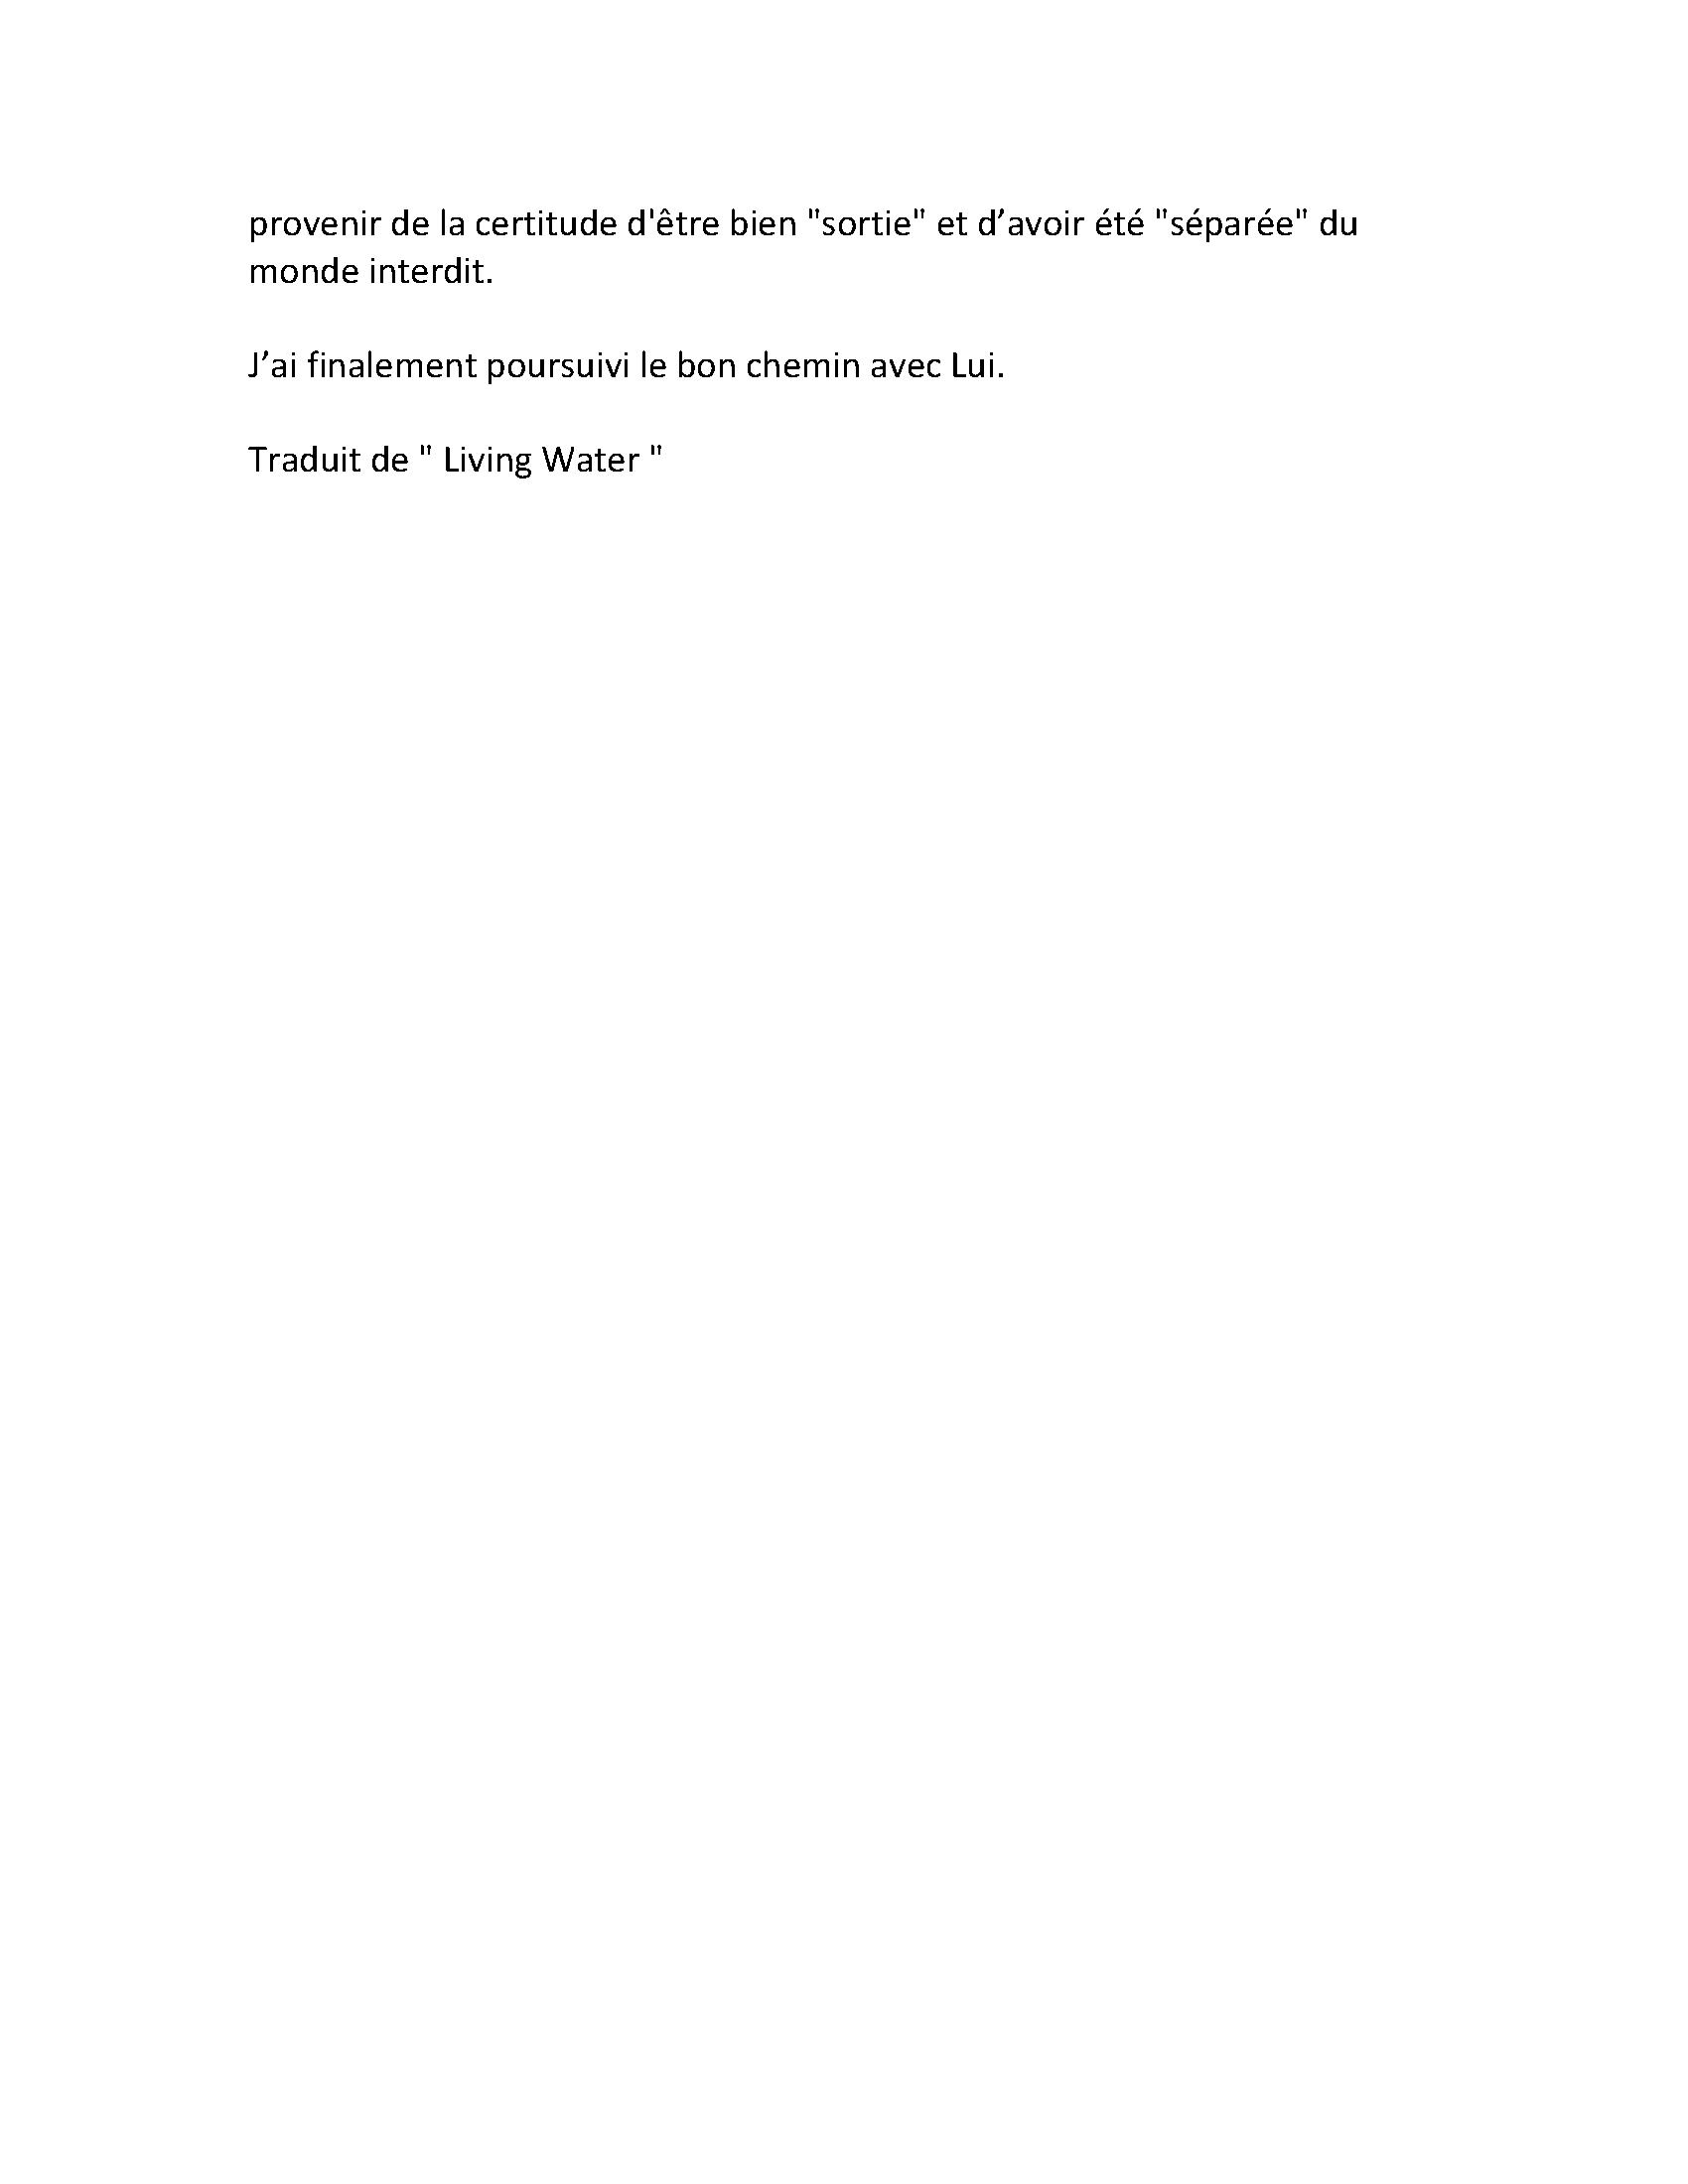 provenir de la certitude d'être bien "sortie" et d’avoir été "séparée" du
monde interdit.
J’ai finalement poursuivi le bon chemin avec Lui.
Traduit de " Living Water "